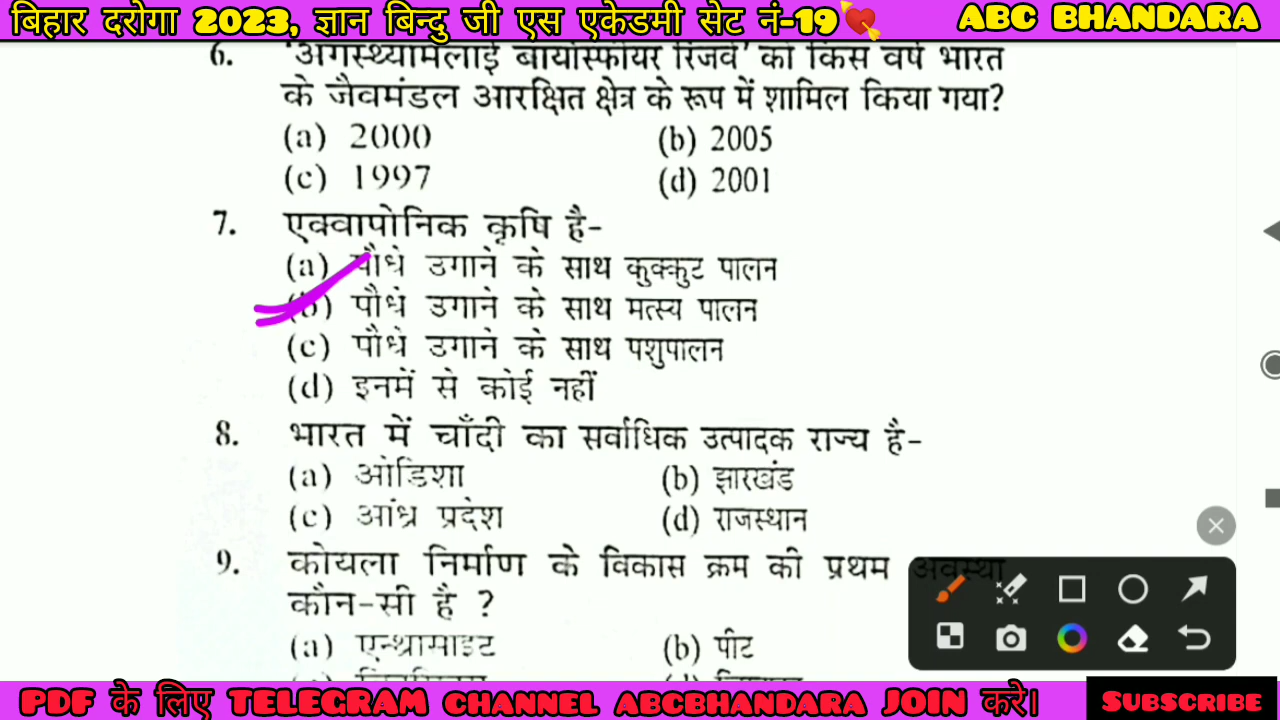 बिहार दरोगा 2023, ज्ञान बिन्दु जी एस एकेडमी सेट नं-19
ABC BHANDARA
6. 'अगस्थ्यामलाई बायोस्फीयर रिजर्व' को किस वर्ष भारत
के जैवमंडल आरक्षित क्षेत्र के रूप में शामिल किया गया?
(a) 2000 (b) 2005
(c) 1997 (d) 2001
7. एक्वापोनिक कृषि है-
(a) पौधे उगाने के साथ कुक्कुट पालन
(b) पौधे उगाने के साथ मत्स्य पालन
(c) पौधे उगाने के साथ पशुपालन
(d) इनमें से कोई नहीं
8. भारत में चाँदी का सर्वाधिक उत्पादक राज्य है-
(a) ओडिशा (b) झारखंड
(c) आंध्र प्रदेश (d) राजस्थान
9. कोयला निर्माण के विकास क्रम की प्रथम अवस्था
कौन-सी है ?
(a) एन्थ्रासाइट (b) पीट
PDF के लिए TELEGRAM CHANNEL ABCBHANDARA JOIN करे।
SUBSCRIBE